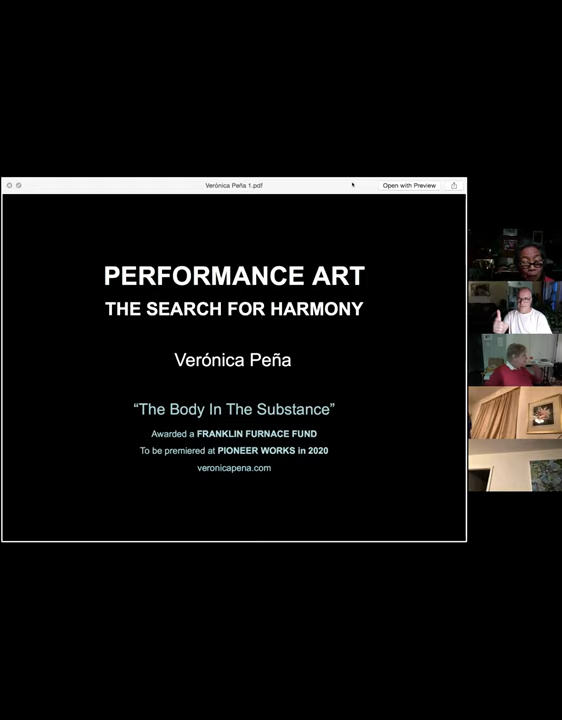 Verónica Peña 1.pdf
Open with Preview
PERFORMANCE ART
THE SEARCH FOR HARMONY
Verónica Peña
“The Body In The Substance”
Awarded a FRANKLIN FURNACE FUND
To be premiered at PIONEER WORKS in 2020
veronicapena.com